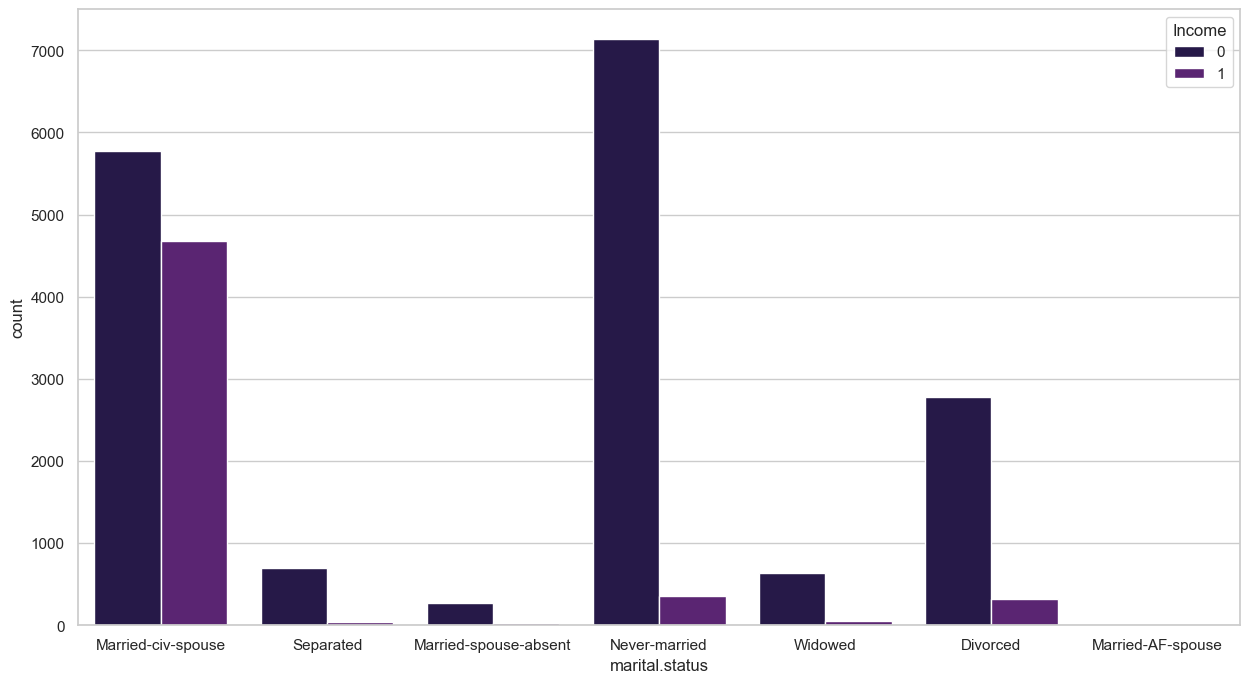 Income
0
1
7000
6000
5000
4000
3000
2000
1000
0
count
Married-civ-spouse Separated Married-spouse-absent Never-married Widowed Divorced Married-AF-spouse
marital.status